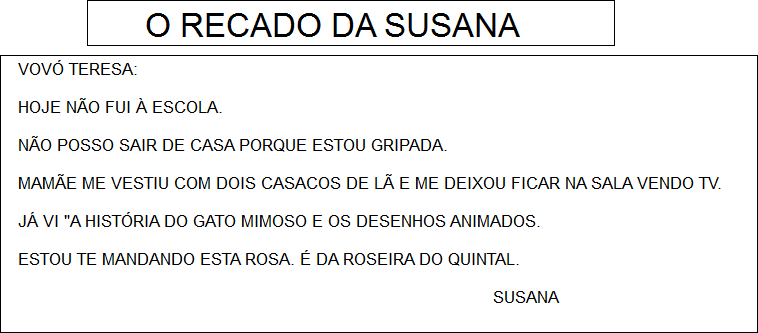 O RECADO DA SUSANA
VOVÓ TERESA:
HOJE NÃO FUI À ESCOLA.
NÃO POSSO SAIR DE CASA PORQUE ESTOU GRIPADA.
MAMÃE ME VESTIU COM DOIS CASACOS DE LÃ E ME DEIXOU FICAR NA SALA VENDO TV.
JÁ VI "A HISTÓRIA DO GATO MIMOSO E OS DESENHOS ANIMADOS.
ESTOU TE MANDANDO ESTA ROSA. É DA ROSEIRA DO QUINTAL.
SUSANA